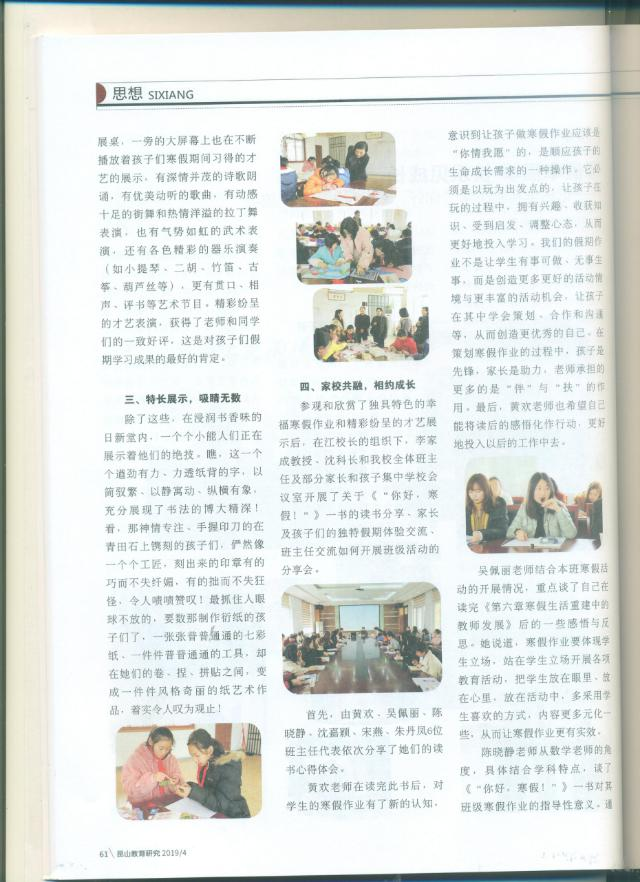 思想 SIXIANG
展桌，一旁的大屏幕上也在不断
播放着孩子们寒假期间习得的才
艺的展示，有深情并茂的诗歌朗
诵，有优美动听的歌曲，有动感
十足的街舞和热情洋溢的拉丁舞
表演，也有气势如虹的武术表
演，还有各色精彩的器乐演奏
（如小提琴、二胡、竹笛、古
筝、葫芦丝等），更有贯口、相
声、评书等艺术节目。精彩纷呈
的才艺表演，获得了老师和同学
们的一致好评，这是对孩子们假
期学习成果的最好的肯定。
三、特长展示，吸睛无数
除了这些，在浸润书香味的
日新堂内，一个个小能人们正在
展示着他们的绝技。瞧，这一个
个遒劲有力、力透纸背的字，以
简驭繁、以静寓动、纵横有象，
充分展现了书法的博大精深！
看，那神情专注、手握印刀的在
青田石上镌刻的孩子们，俨然像
一个个工匠，刻出来的印章有的
巧而不失纤媚，有的拙而不失狂
怪，令人啧啧赞叹！最抓住人眼
球不放的，要数那制作衍纸的孩
子们了，一张张普普通通的七彩
纸、一件件普普通通的工具，却
在她们的卷、捏、拼贴之间，变
成一件件风格奇丽的纸艺术作
品，着实令人叹为观止！
四、家校共融，相约成长
参观和欣赏了独具特色的幸
福寒假作业和精彩纷呈的才艺展
示后，在江校长的组织下，李家
成教授、沈科长和我校全体班主
任及部分家长和孩子集中学校会
议室开展了关于《“你好，寒
假！”》一书的读书分享、家长
及孩子们的独特假期体验交流、
班主任交流如何开展班级活动的
分享会。
首先，由黄欢、吴佩丽、陈
晓静、沈嘉颖、宋燕、朱丹凤6位
班主任代表依次分享了她们的读
书心得体会。
黄欢老师在读完此书后，对
学生的寒假作业有了新的认知，
意识到让孩子做寒假作业应该是
“你情我愿”的，是顺应孩子的
生命成长需求的一种操作。它必
须是以玩为出发点的，让孩子在
玩的过程中，拥有兴趣、收获知
识、受到启发、调整心态，从而
更好地投入学习。我们的假期作
业不是让学生有事可做、无事生
事，而是创造更多更好的活动情
境与更丰富的活动机会，让孩子
在其中学会策划、合作和沟通
等，从而创造更优秀的自己。在
策划寒假作业的过程中，孩子是
先锋，家长是助力，老师承担的
更多的是“伴”与“扶”的作
用。最后，黄欢老师也希望自己
能将读后的感悟化作行动，更好
地投入以后的工作中去。
吴佩丽老师结合本班寒假活
动的开展情况，重点谈了自己在
读完《第六章寒假生活重建中的
教师发展》后的一些感悟与反
思。她说道，寒假作业要体现学
生立场，站在学生立场开展各项
教育活动，把学生放在眼里、放
在心里，放在活动中，多采用学
生喜欢的方式，内容更多元化一
些，从而让寒假作业更有实效。
陈晓静老师从数学老师的角
度，具体结合学科特点，谈了
《“你好，寒假！”》一书对其
班级寒假作业的指导性意义。通
61 \ 昆山教育研究 2019/4